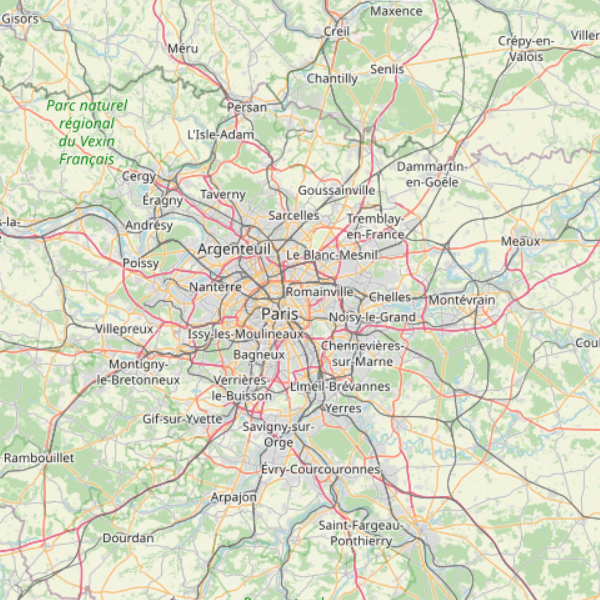 Maxence
Gisors
Creil
Villers
Crépy-en-
Valois
Méru
Senlis
Chantilly
Parc naturel
régional
du Vexin
Français
Persan
L'Isle-Adam
Dammartin-
en-Goële
Cergy
Éragny
Taverny
Goussainville
Sarcelles
Tremblay-
en-France
Andrésy
Argenteuil
Le Blanc-Mesnil
Meaux
Poissy
Nanterre
Romainville
Chelles
Montévrain
Paris
Noisy-le-Grand
Villepreux
Issy-les-Moulineaux
Bagneux
Chennevières-
sur-Marne
Montigny-
le-Bretonneux
Verrières-
le-Buisson
Limeil-Brévannes
Yerres
Gif-sur-Yvette
Savigny-sur-
Orge
Rambouillet
Évry-Courcouronnes
Arpajon
Saint-Fargeau-
Ponthierry
Dourdan